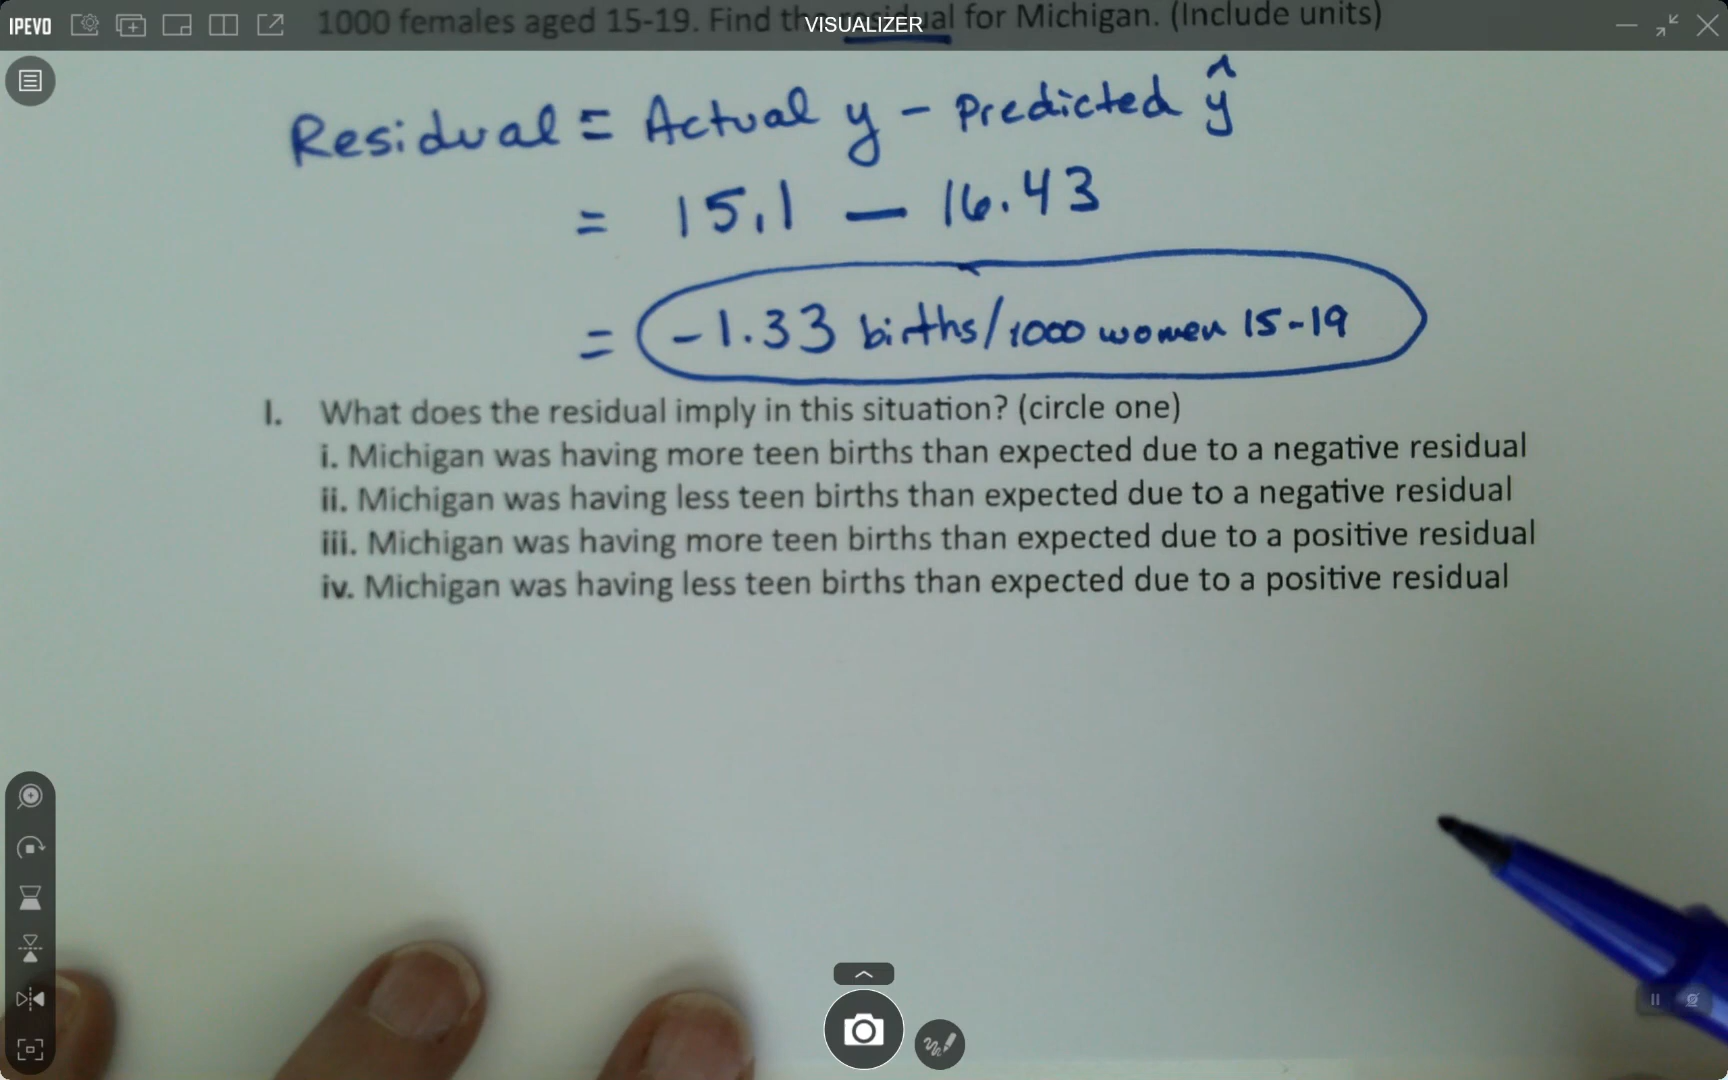 IPEVO
VISUALIZER
1000 females aged 15-19. Find the residual for Michigan. (Include units)
Residual = Actual y - Predicted ŷ
= 15.1 - 16.43
= -1.33 births/1000 women 15-19
I. What does the residual imply in this situation? (circle one)
i. Michigan was having more teen births than expected due to a negative residual
ii. Michigan was having less teen births than expected due to a negative residual
iii. Michigan was having more teen births than expected due to a positive residual
iv. Michigan was having less teen births than expected due to a positive residual